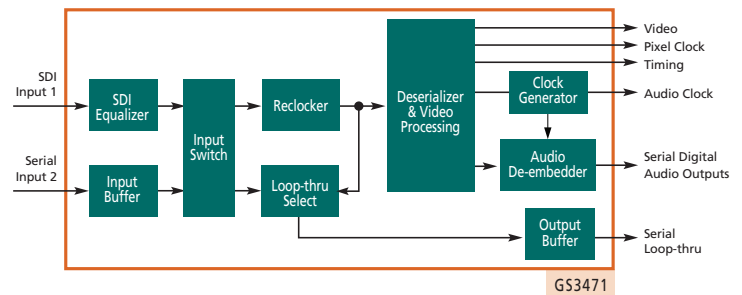 Video
Pixel Clock
Timing
SDI
Input 1
SDI
Equalizer
Input
Switch
Reclocker
Deserializer
& Video
Processing
Clock
Generator
Audio Clock
Serial
Input 2
Input
Buffer
Loop-thru
Select
Audio
De-embedder
Serial Digital
Audio Outputs
Output
Buffer
Serial
Loop-thru
GS3471